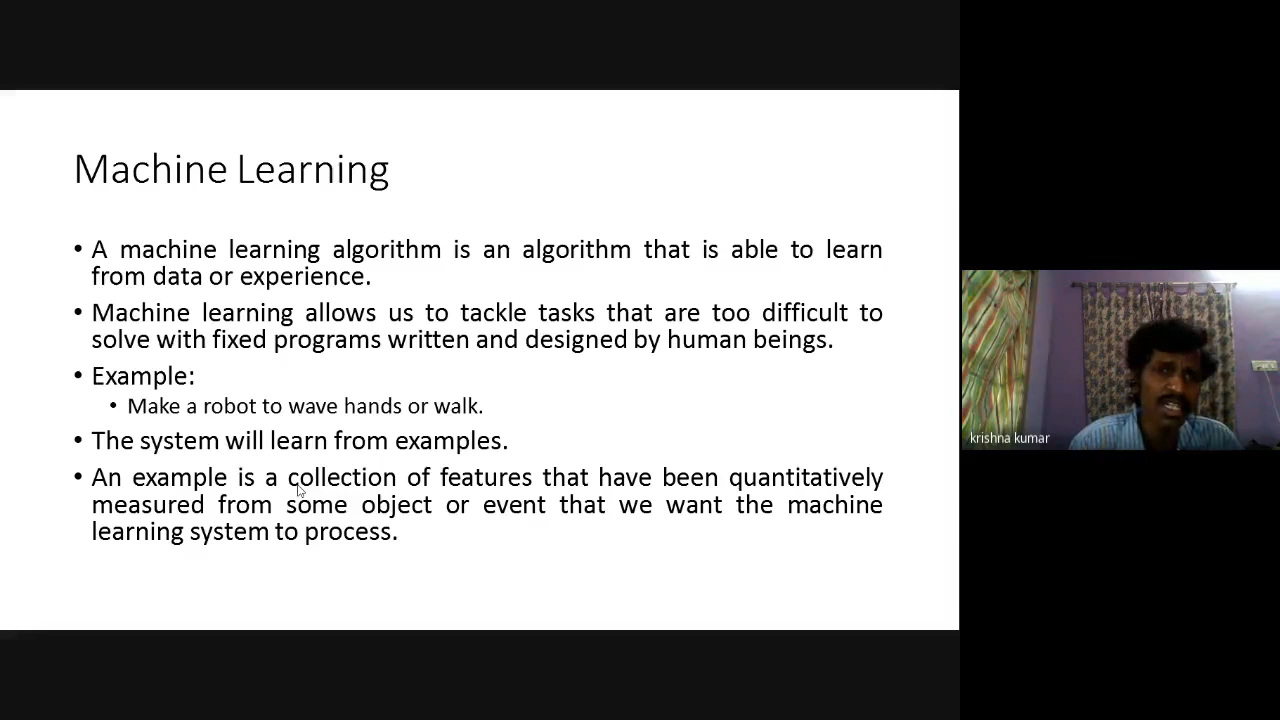 Machine Learning
• A machine learning algorithm is an algorithm that is able to learn
from data or experience.
• Machine learning allows us to tackle tasks that are too difficult to
solve with fixed programs written and designed by human beings.
• Example:
• Make a robot to wave hands or walk.
• The system will learn from examples.
• An example is a collection of features that have been quantitatively
measured from some object or event that we want the machine
learning system to process.
krishna kumar